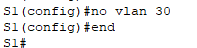 S1(config)#no vlan 30
S1(config)#end
S1#